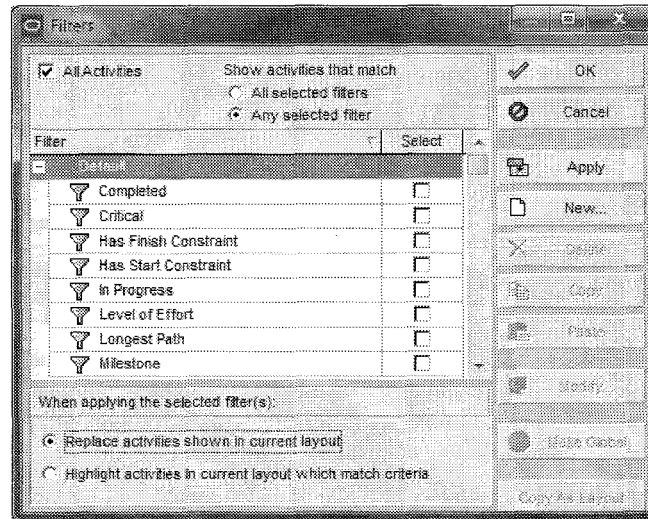 Filters
All Activities
Show activities that match
All selected filters
Any selected filter
Filter
Select
Default
Completed
Critical
Has Finish Constraint
Has Start Constraint
In Progress
Level of Effort
Longest Path
Milestone
When applying the selected filter(s):
Replace activities shown in current layout
Highlight activities in current layout which match criteria
OK
Cancel
Apply
New...
Delete
Copy
Paste
Modify
Make Global
Copy As Layout